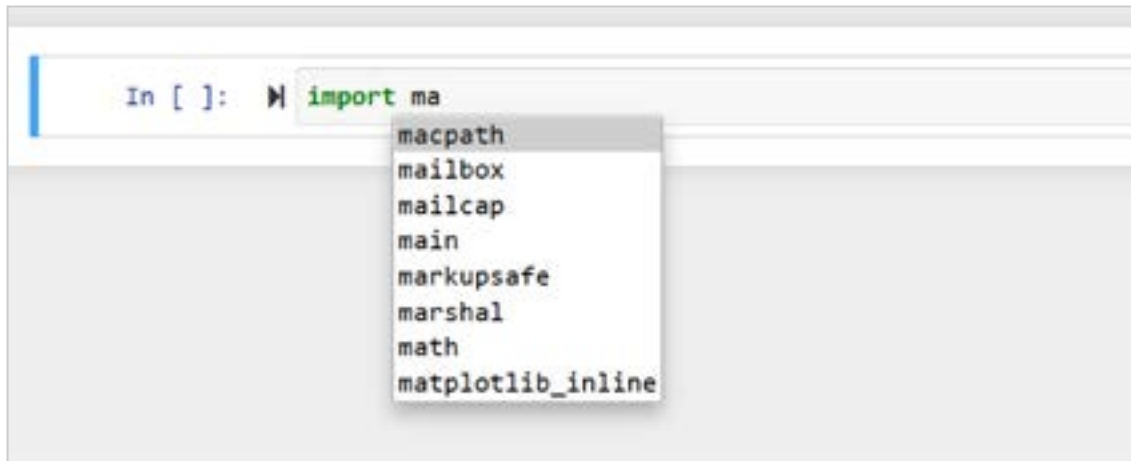 In [ ]: import ma
macpath
mailbox
mailcap
main
markupsafe
marshal
math
matplotlib_inline